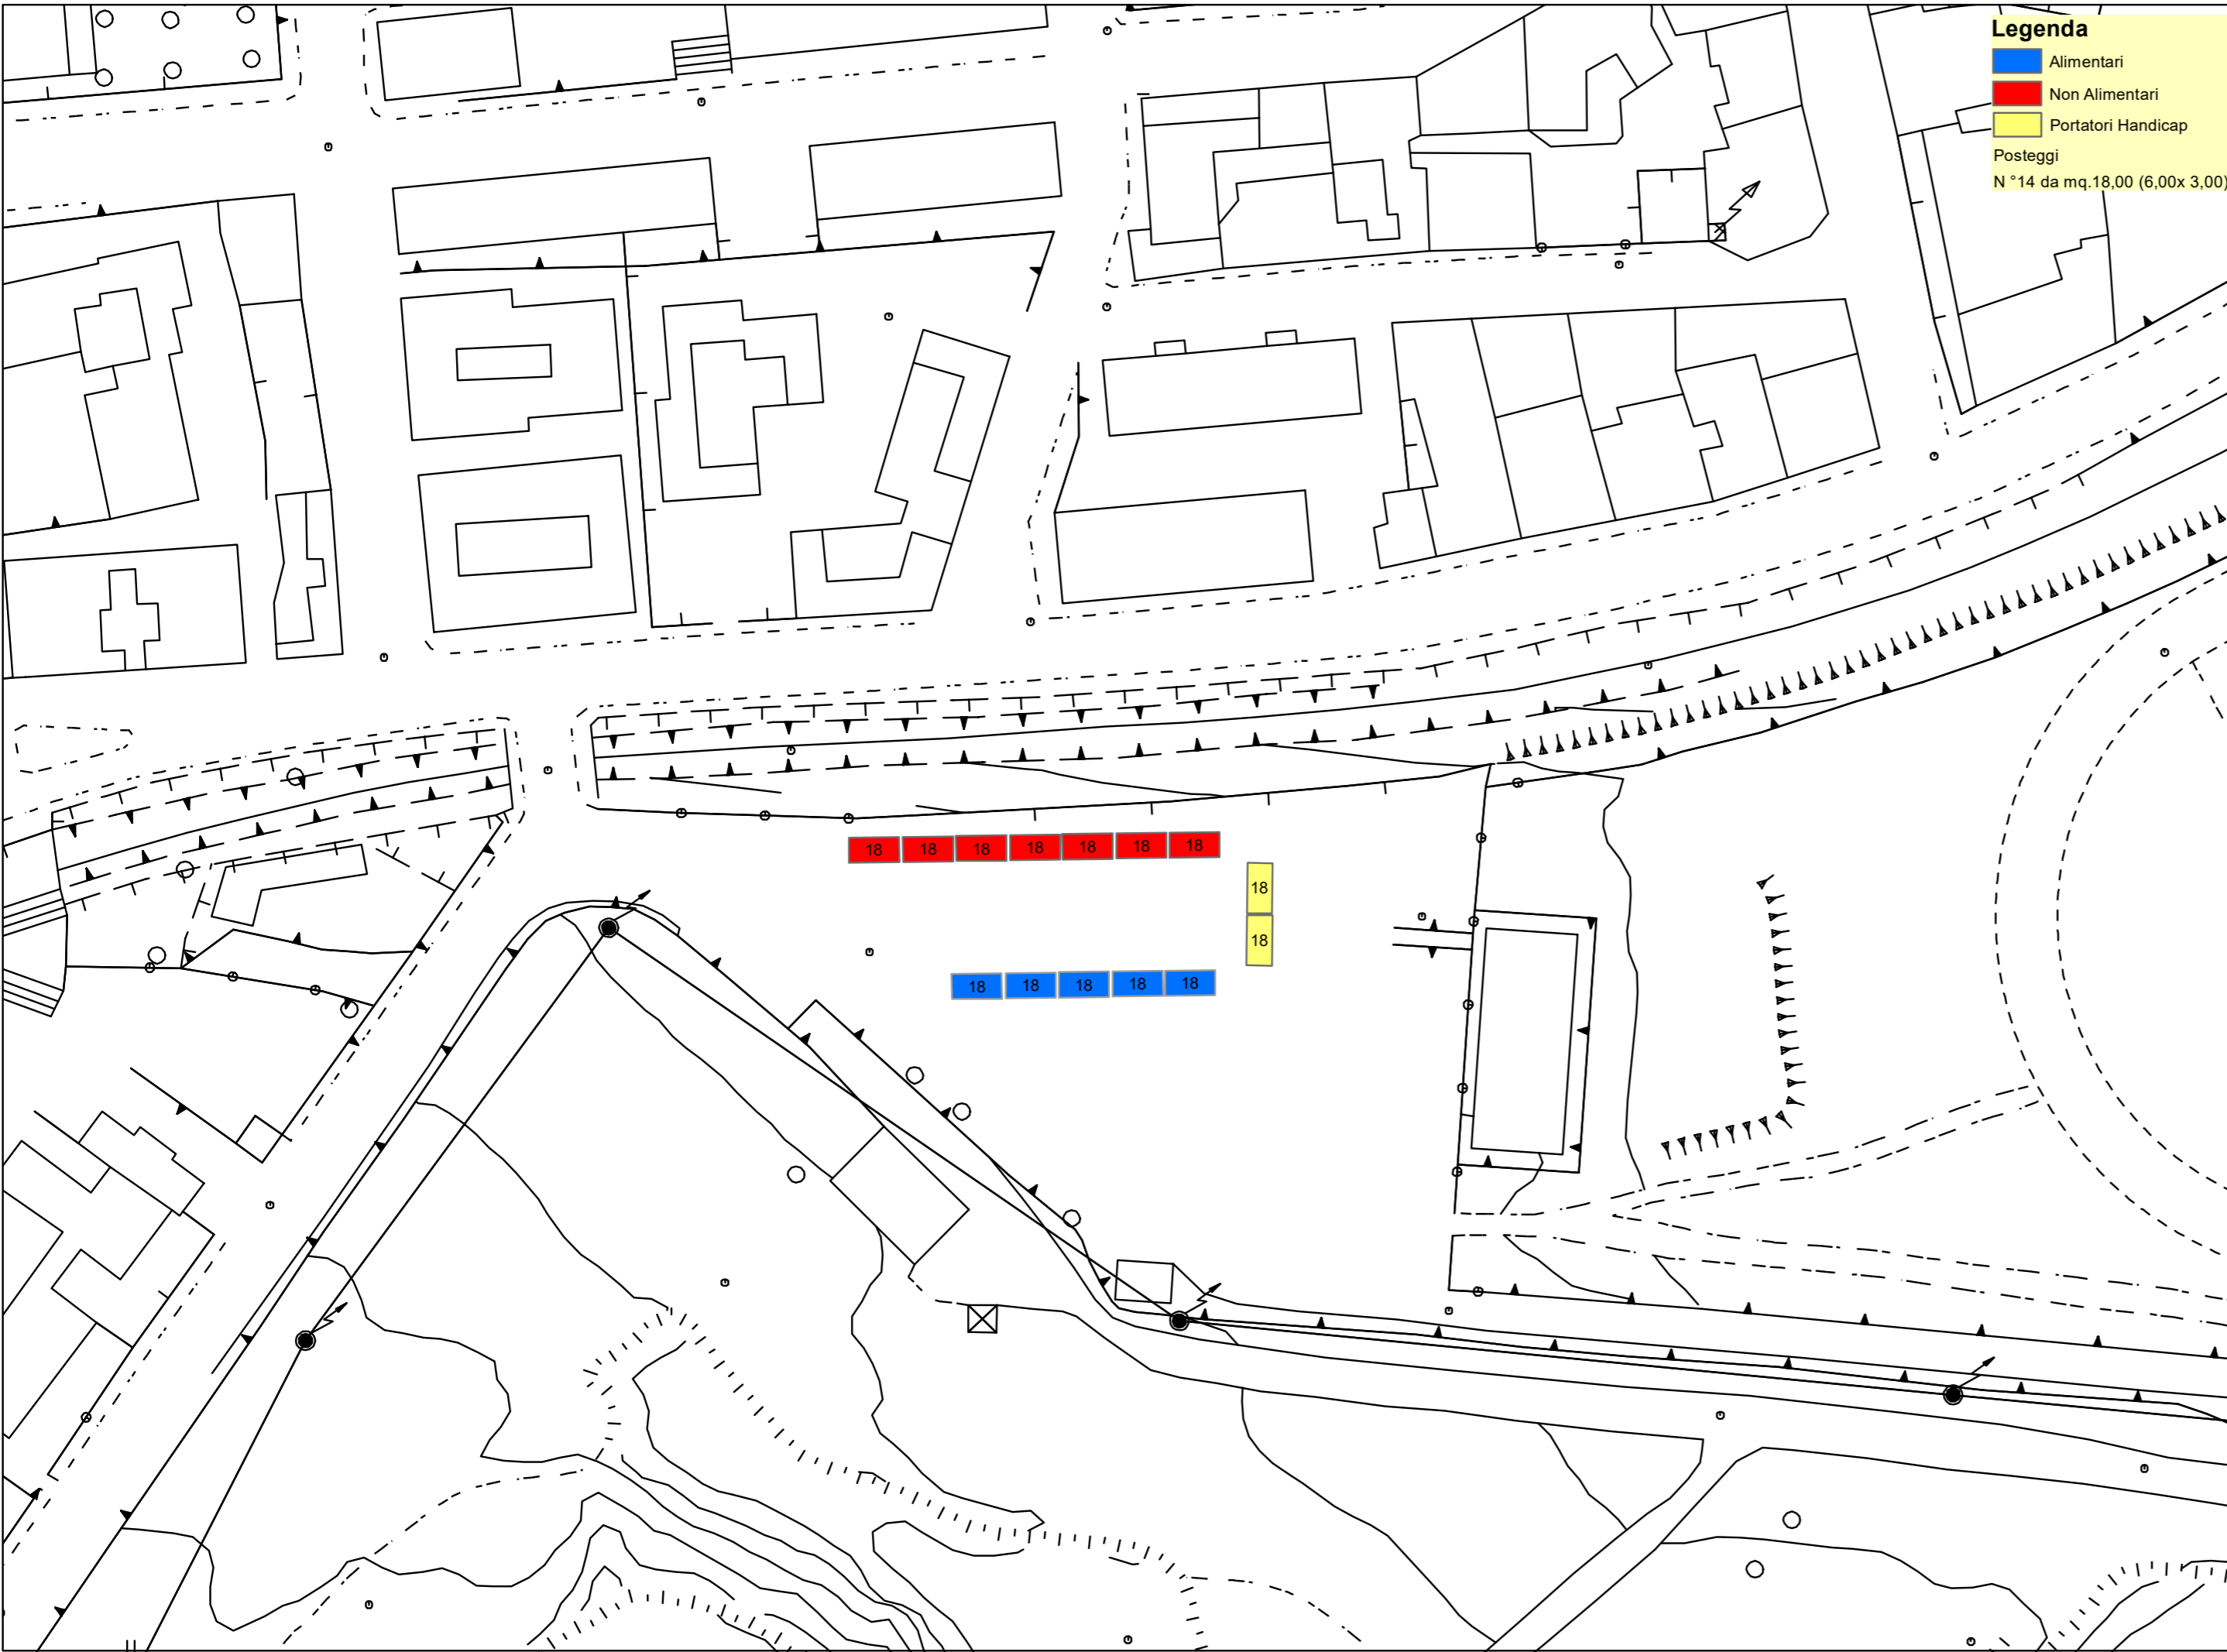 Legenda
Alimentari
Non Alimentari
Portatori Handicap
Posteggi
N °14 da mq.18,00 (6,00x 3,00)
18 18 18 18 18 18 18
18
18
18 18 18 18 18